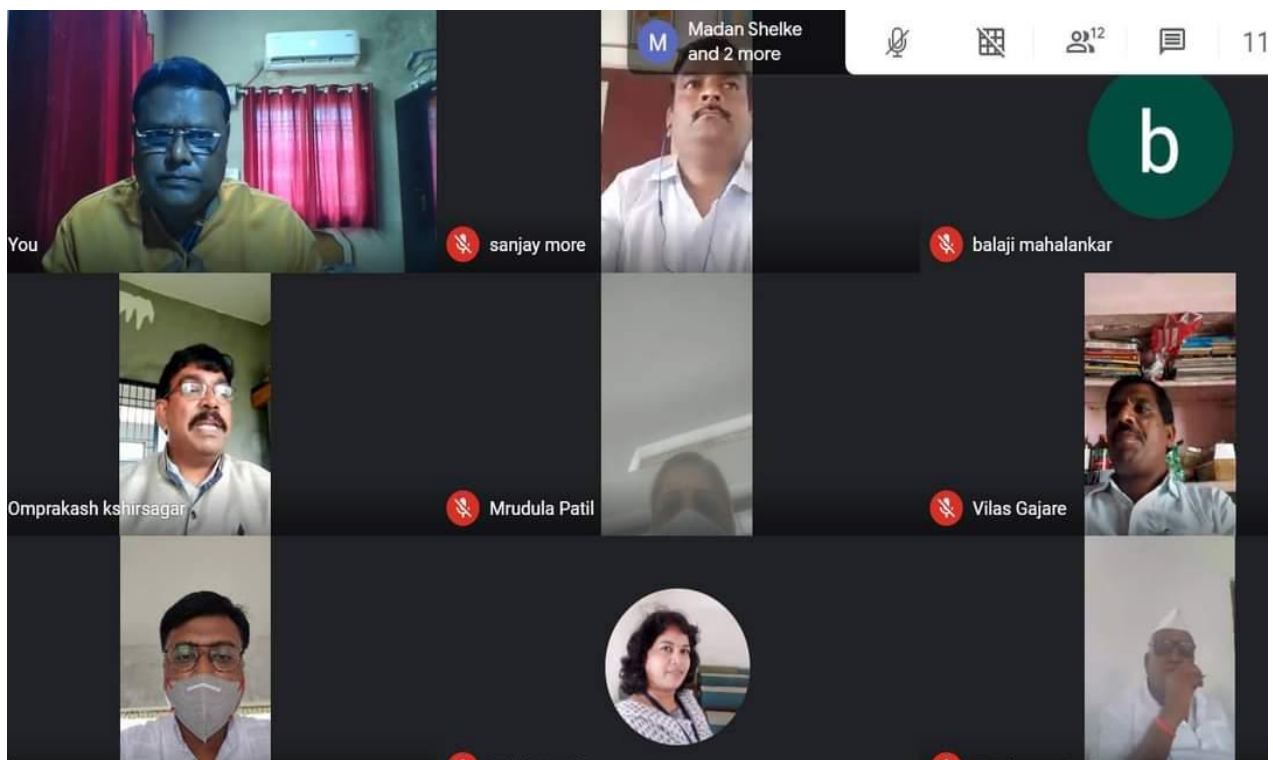 M
Madan Shelke
and 2 more
12
11
b
You
sanjay more
balaji mahalankar
Omprakash kshirsagar
Mrudula Patil
Vilas Gajare